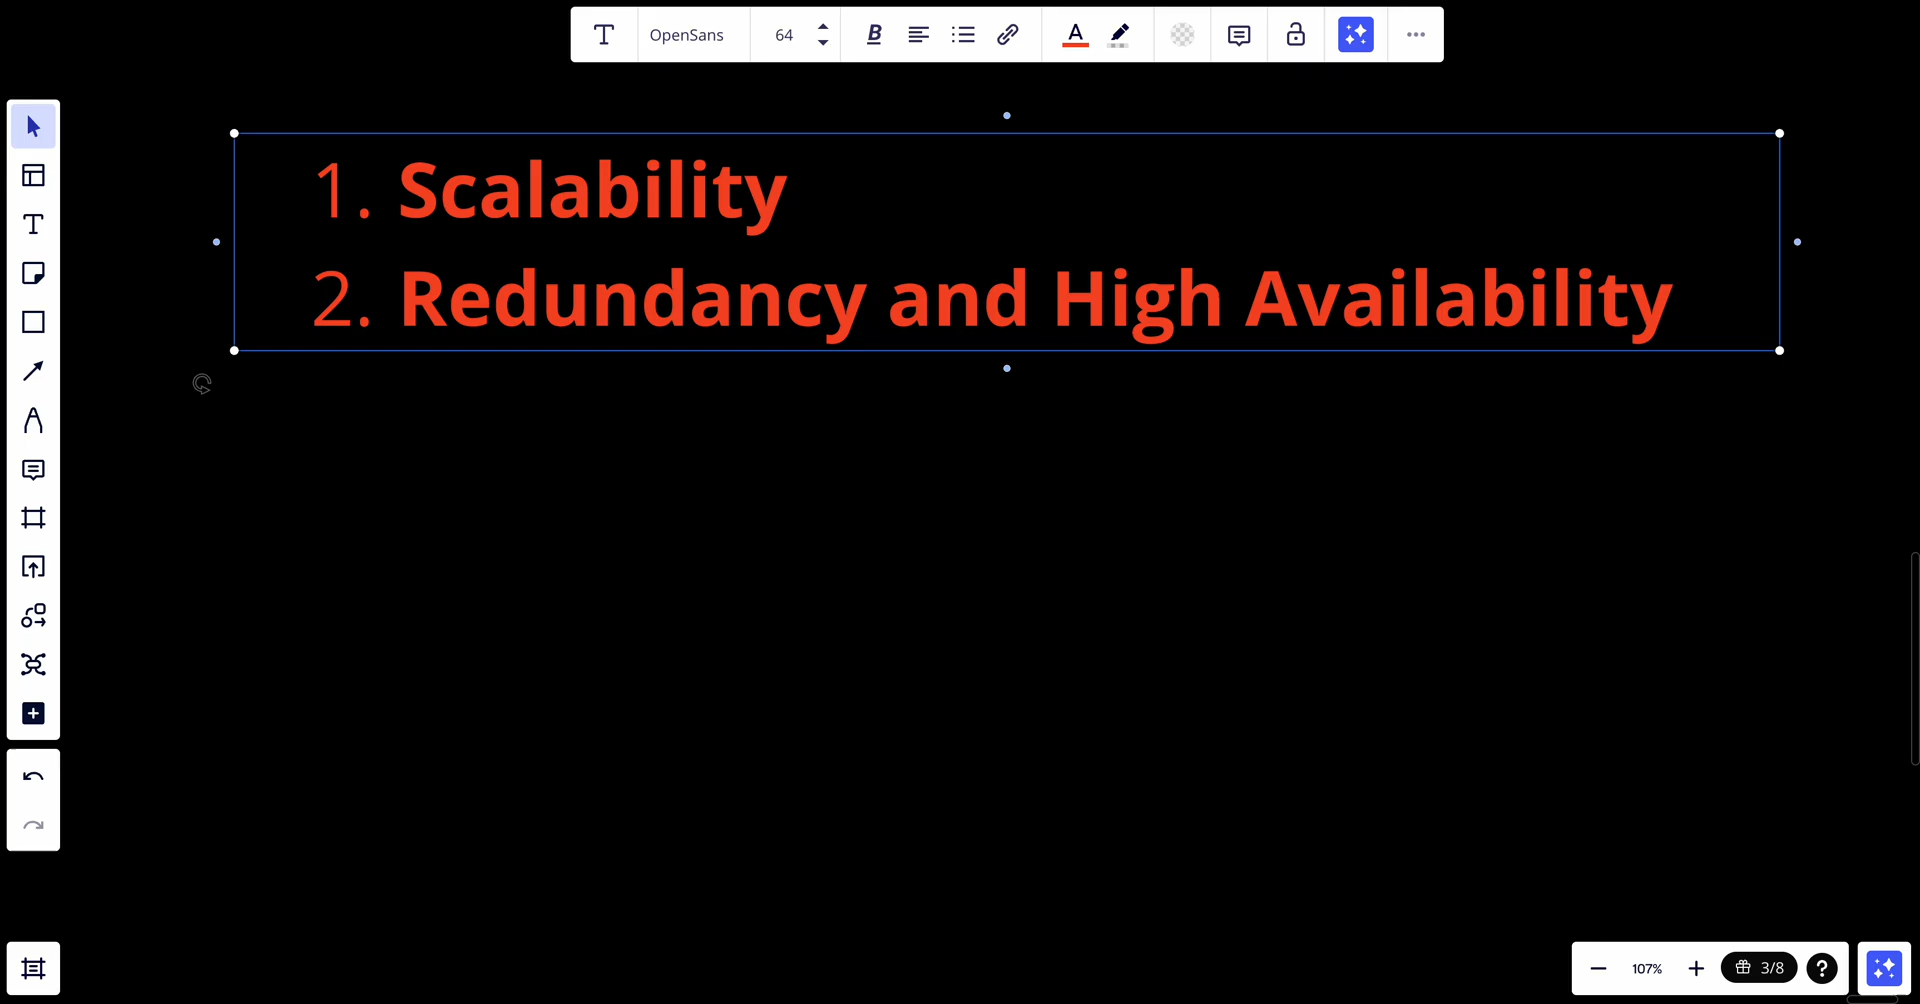 OpenSans 64 B A
1. Scalability
2. Redundancy and High Availability
T
107% 3/8 ?